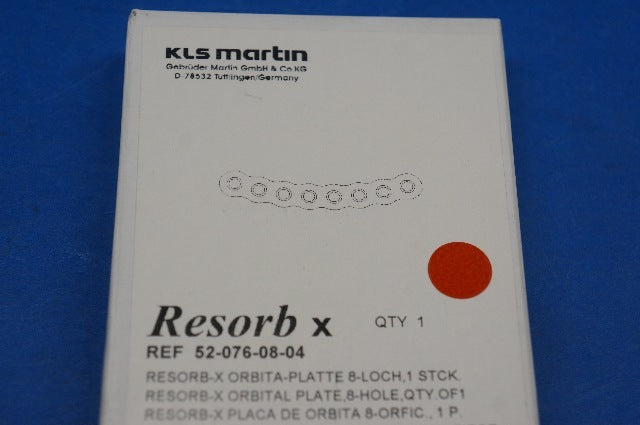 KLS martin
Gebrüder Martin GmbH & Co KG
D-78532 Tuttlingen/Germany
Resorb x QTY 1
REF 52-076-08-04
RESORB-X ORBITA-PLATTE 8-LOCH,1 STCK.
RESORB-X ORBITAL PLATE,8-HOLE,QTY.OF1
RESORB-X PLACA DE ORBITA 8-ORFIC., 1 P.